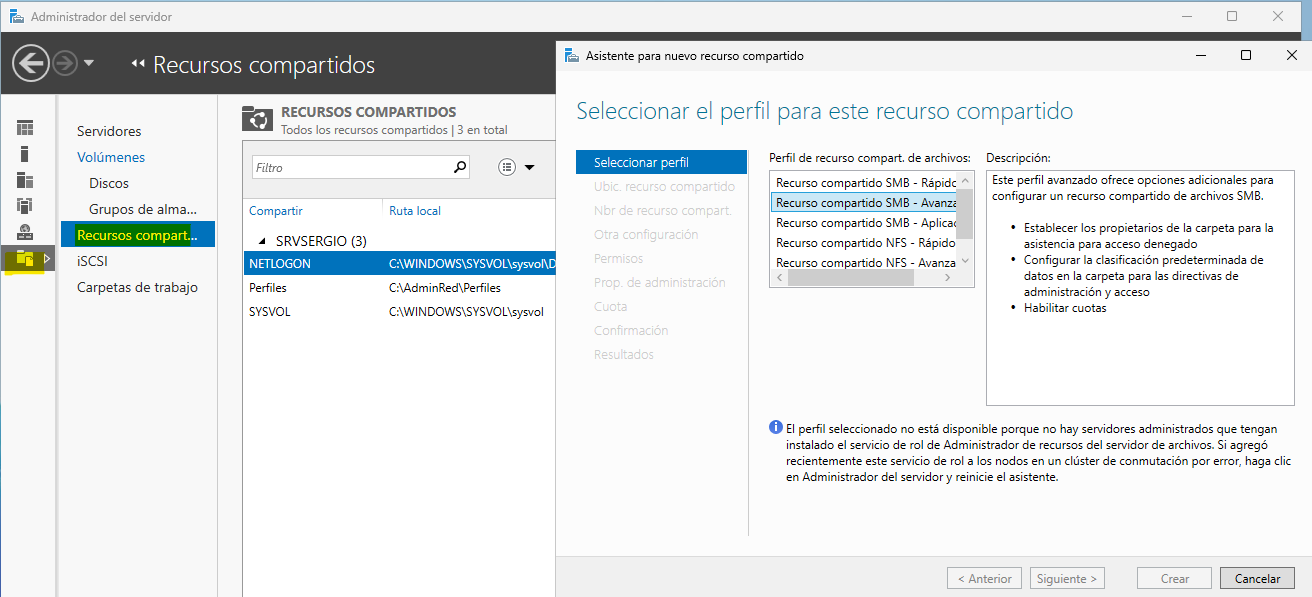 Administrador del servidor
Recursos compartidos
Servidores
Volúmenes
Discos
Grupos de alma...
Recursos compart...
iSCSI
Carpetas de trabajo
RECURSOS COMPARTIDOS
Todos los recursos compartidos | 3 en total
Filtro
Compartir Ruta local
SRVSERGIO (3)
NETLOGON C:\WINDOWS\SYSVOL\sysvol\D
Perfiles C:\AdminRed\Perfiles
SYSVOL C:\WINDOWS\SYSVOL\sysvol
Asistente para nuevo recurso compartido
Seleccionar el perfil para este recurso compartido
Seleccionar perfil
Ubic. recurso compartido
Nbr de recurso compart.
Otra configuración
Permisos
Prop. de administración
Cuota
Confirmación
Resultados
Perfil de recurso compart. de archivos:
Recurso compartido SMB - Rápido
Recurso compartido SMB - Avanza
Recurso compartido SMB - Aplicac
Recurso compartido NFS - Rápido
Recurso compartido NFS - Avanza
Descripción:
Este perfil avanzado ofrece opciones adicionales para
configurar un recurso compartido de archivos SMB.
• Establecer los propietarios de la carpeta para la
asistencia para acceso denegado
• Configurar la clasificación predeterminada de
datos en la carpeta para las directivas de
administración y acceso
• Habilitar cuotas
El perfil seleccionado no está disponible porque no hay servidores administrados que tengan
instalado el servicio de rol de Administrador de recursos del servidor de archivos. Si agregó
recientemente este servicio de rol a los nodos en un clúster de conmutación por error, haga clic
en Administrador del servidor y reinicie el asistente.
< Anterior Siguiente > Crear Cancelar